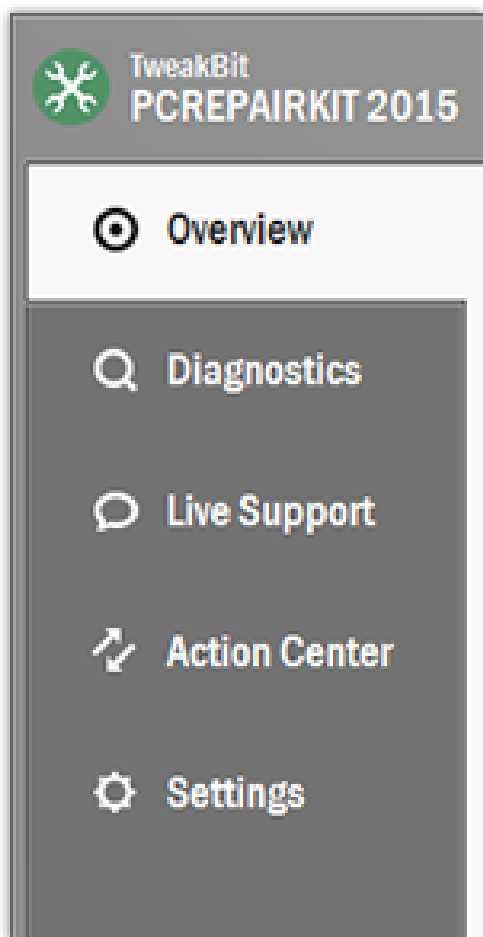 TweakBit
PCREPAIRKIT 2015
Overview
Diagnostics
Live Support
Action Center
Settings